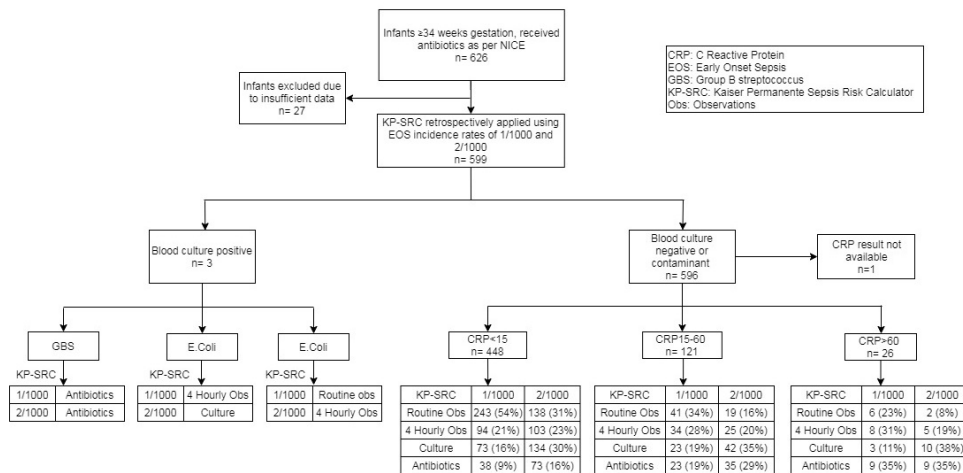 Infants ≥34 weeks gestation, received
antibiotics as per NICE
n= 626
CRP: C Reactive Protein
EOS: Early Onset Sepsis
GBS: Group B streptococcus
KP-SRC: Kaiser Permanente Sepsis Risk Calculator
Obs: Observations
Infants excluded due
to insufficient data
n= 27
KP-SRC retrospectively applied using
EOS incidence rates of 1/1000 and
2/1000
n= 599
Blood culture positive
n= 3
Blood culture
negative or
contaminant
n= 596
CRP result not
available
n=1
GBS
KP-SRC
1/1000 Antibiotics
2/1000 Antibiotics
E.Coli
KP-SRC
1/1000 4 Hourly Obs
2/1000 Culture
E.Coli
KP-SRC
1/1000 Routine obs
2/1000 4 Hourly Obs
CRP<15
n= 448
KP-SRC 1/1000 2/1000
Routine Obs 243 (54%) 138 (31%)
4 Hourly Obs 94 (21%) 103 (23%)
Culture 73 (16%) 134 (30%)
Antibiotics 38 (9%) 73 (16%)
CRP15-60
n= 121
KP-SRC 1/1000 2/1000
Routine Obs 41 (34%) 19 (16%)
4 Hourly Obs 34 (28%) 25 (20%)
Culture 23 (19%) 42 (35%)
Antibiotics 23 (19%) 35 (29%)
CRP>60
n= 26
KP-SRC 1/1000 2/1000
Routine Obs 6 (23%) 2 (8%)
4 Hourly Obs 8 (31%) 5 (19%)
Culture 3 (11%) 10 (38%)
Antibiotics 9 (35%) 9 (35%)